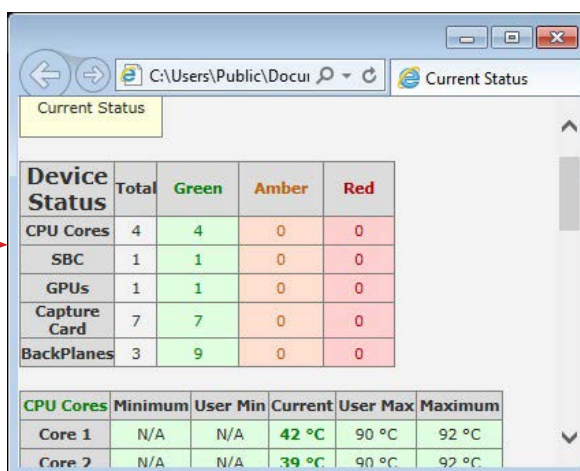 C:\Users\Public\Docui
Current Status
Current Status
Device Status Total Green Amber Red
CPU Cores 4 4 0 0
SBC 1 1 0 0
GPUs 1 1 0 0
Capture Card 7 7 0 0
BackPlanes 3 9 0 0
CPU Cores Minimum User Min Current User Max Maximum
Core 1 N/A N/A 42 °C 90 °C 92 °C
Core 2 N/A N/A 39 °C 90 °C 92 °C